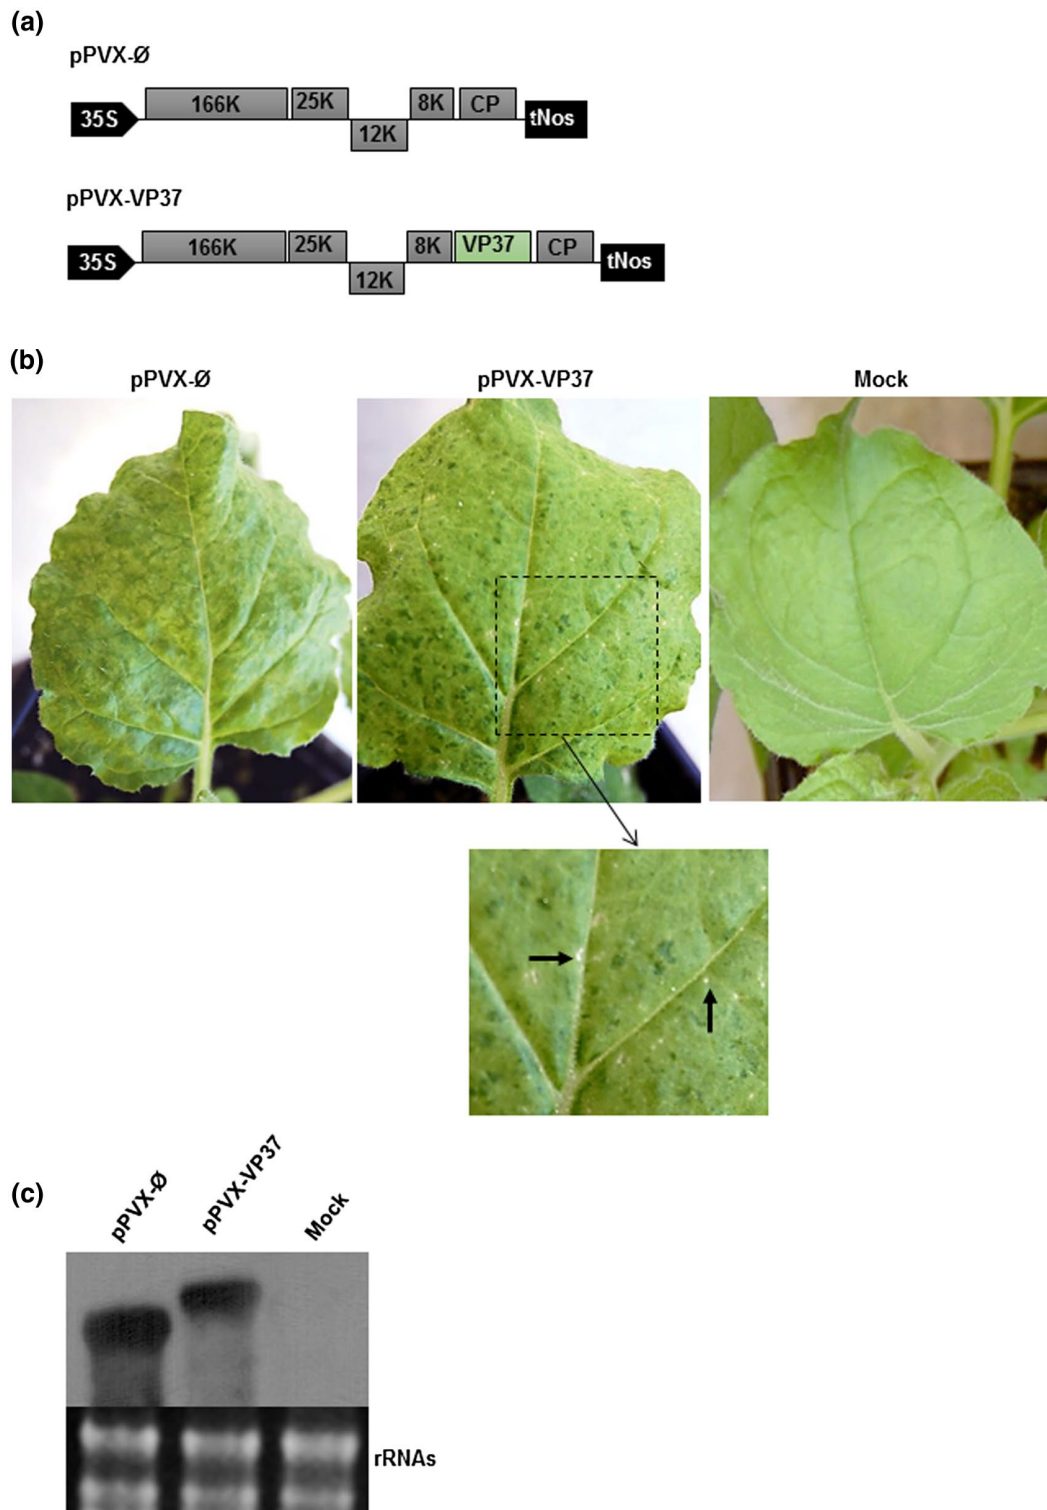 (a)
pPVX-Ø
35S 166K 25K 12K 8K CP tNos
pPVX-VP37
35S 166K 25K 12K 8K VP37 CP tNos
(b)
pPVX-Ø pPVX-VP37 Mock
(c)
pPVX-Ø pPVX-VP37 Mock
rRNAs